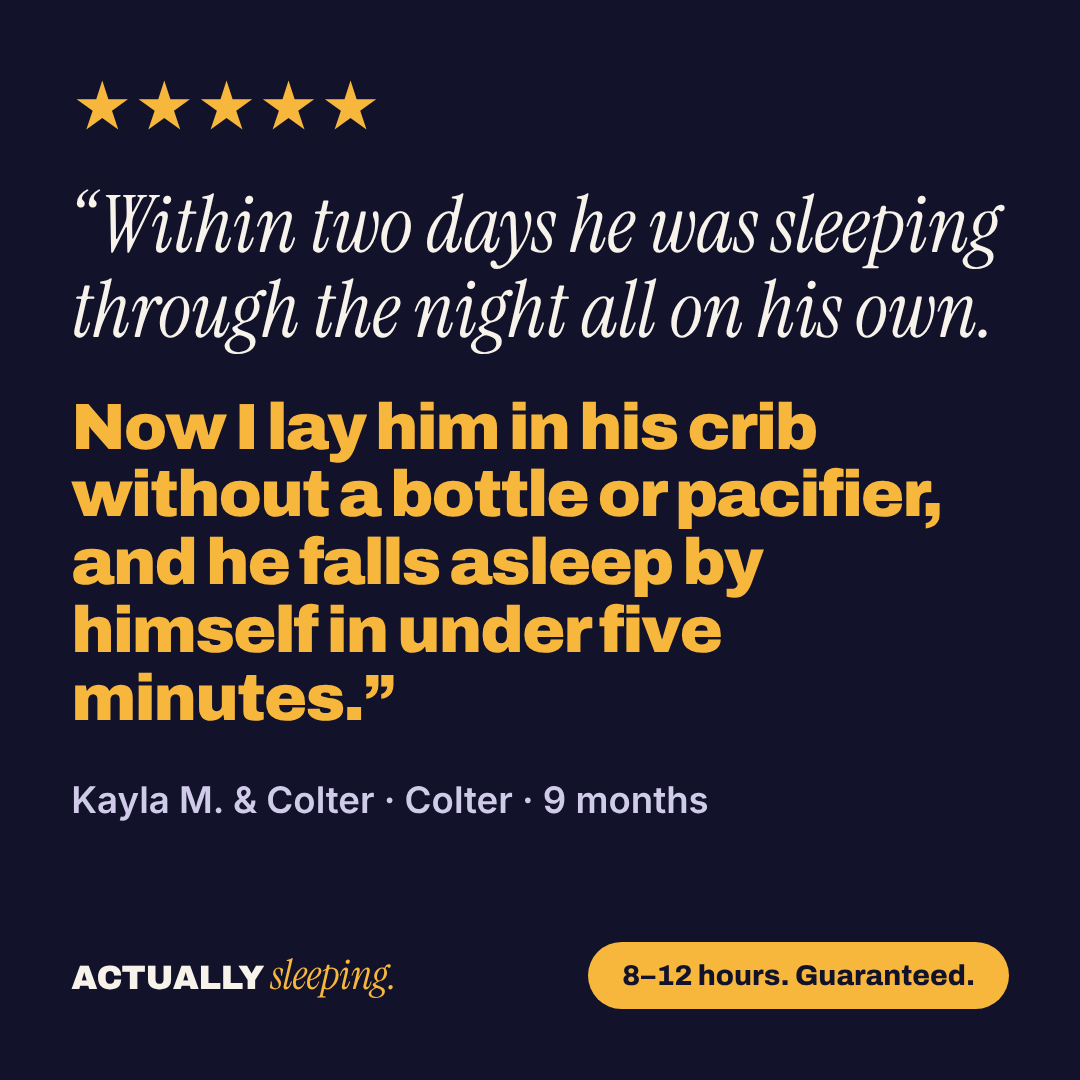 ★★★★★
“Within two days he was sleeping
through the night all on his own.
Now I lay him in his crib
without a bottle or pacifier,
and he falls asleep by
himself in under five
minutes.”
Kayla M. & Colter · Colter · 9 months
ACTUALLY sleeping.
8–12 hours. Guaranteed.